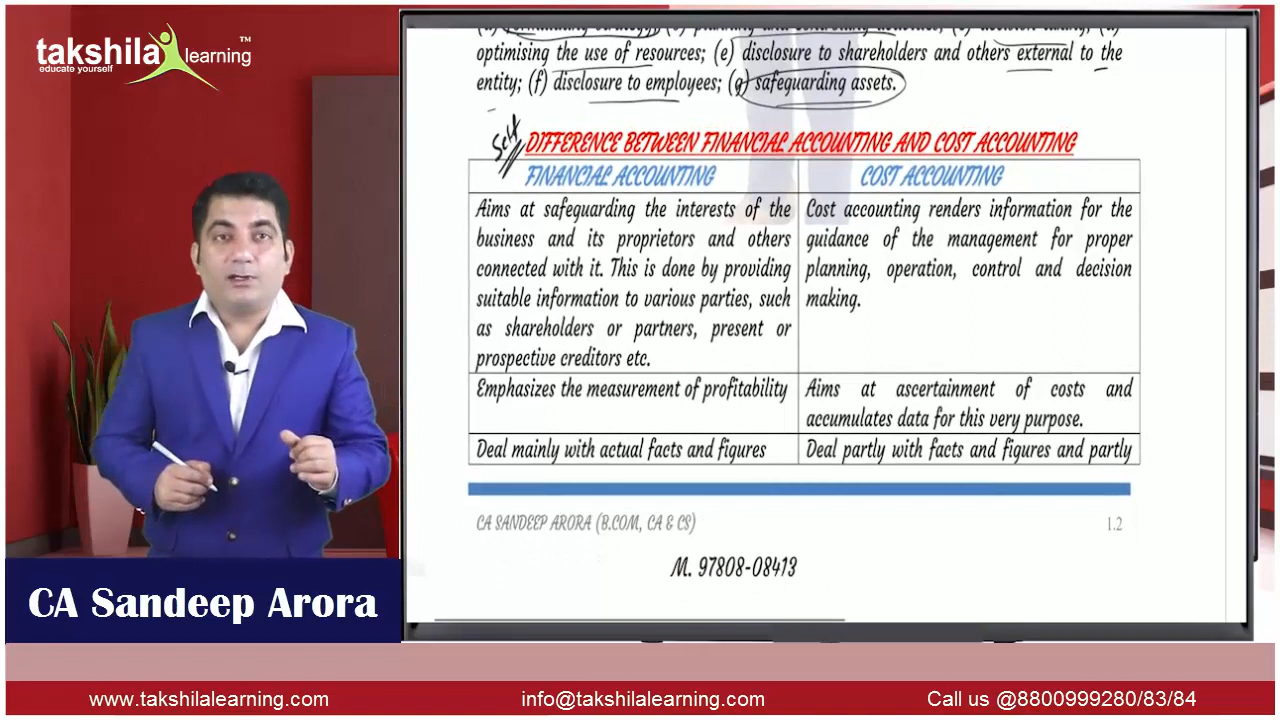 takshila learning ™
educate yourself
optimising the use of resources; (e) disclosure to shareholders and others external to the
entity; (f) disclosure to employees; (g) safeguarding assets.
Self
DIFFERENCE BETWEEN FINANCIAL ACCOUNTING AND COST ACCOUNTING
FINANCIAL ACCOUNTING
Aims at safeguarding the interests of the
business and its proprietors and others
connected with it. This is done by providing
suitable information to various parties, such
as shareholders or partners, present or
prospective creditors etc.
COST ACCOUNTING
Cost accounting renders information for the
guidance of the management for proper
planning, operation, control and decision
making.
Emphasizes the measurement of profitability
Aims at ascertainment of costs and
accumulates data for this very purpose.
Deal mainly with actual facts and figures
Deal partly with facts and figures and partly
CA SANDEEP ARORA (B.COM, CA & CS)
1.2
M. 97808-08413
CA Sandeep Arora
www.takshilalearning.com
info@takshilalearning.com
Call us @8800999280/83/84